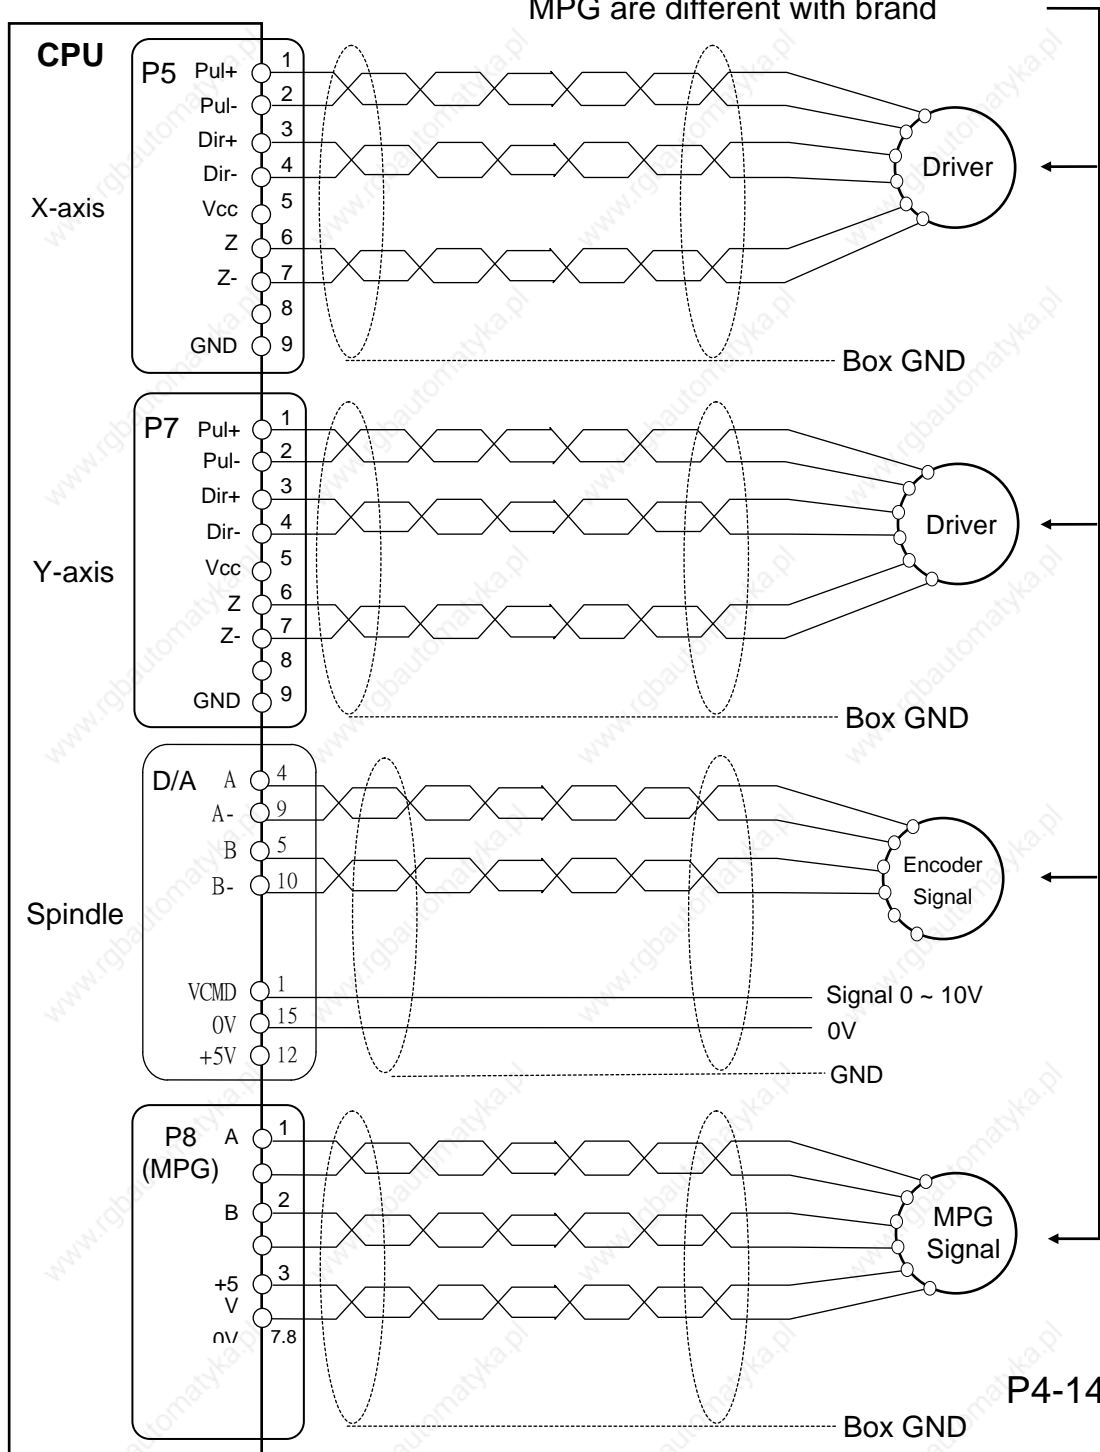 MPG are different with brand
CPU
P5
Pul+ 1
Pul- 2
Dir+ 3
Dir- 4
Vcc 5
Z 6
Z- 7
8
GND 9
X-axis
Driver
Box GND
P7
Pul+ 1
Pul- 2
Dir+ 3
Dir- 4
Vcc 5
Z 6
Z- 7
8
GND 9
Y-axis
Driver
Box GND
D/A
A 4
A- 9
B 5
B- 10
Spindle
Encoder
Signal
VCMD 1
0V 15
+5V 12
Signal 0 ~ 10V
0V
GND
P8
(MPG)
A 1
B 2
+5 3
V
0V 7.8
MPG
Signal
Box GND
P4-14
www.rgbautomatyka.pl